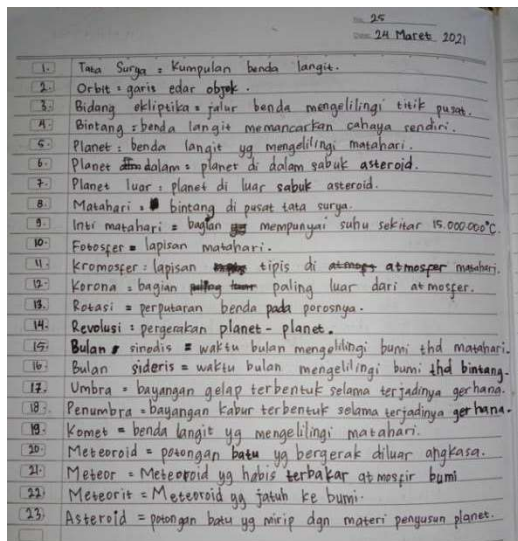 No. 25
Date. 24 Maret 2021
1. Tata Surya = Kumpulan benda langit.
2. Orbit = garis edar objek.
3. Bidang ekliptika = jalur benda mengelilingi titik pusat.
4. Bintang = benda langit memancarkan cahaya sendiri.
5. Planet = benda langit yg mengelilingi matahari.
6. Planet dalam = planet di dalam sabuk asteroid.
7. Planet luar = planet di luar sabuk asteroid.
8. Matahari = bintang di pusat tata surya.
9. Inti matahari = bagian mempunyai suhu sekitar 15.000.000°C.
10. Fotosfer = lapisan matahari.
11. Kromosfer = lapisan tipis di atmosfer matahari.
12. Korona = bagian paling luar dari atmosfer.
13. Rotasi = perputaran benda pada porosnya.
14. Revolusi = pergerakan planet-planet.
15. Bulan sinodis = waktu bulan mengelilingi bumi thd matahari.
16. Bulan sideris = waktu bulan mengelilingi bumi thd bintang.
17. Umbra = bayangan gelap terbentuk selama terjadinya gerhana.
18. Penumbra = bayangan kabur terbentuk selama terjadinya gerhana.
19. Komet = benda langit yg mengelilingi matahari.
20. Meteoroid = potongan batu yg bergerak diluar angkasa.
21. Meteor = Meteoroid yg habis terbakar atmosfir bumi
22. Meteorit = Meteoroid yg jatuh ke bumi.
23. Asteroid = potongan batu yg mirip dgn materi penyusun planet.